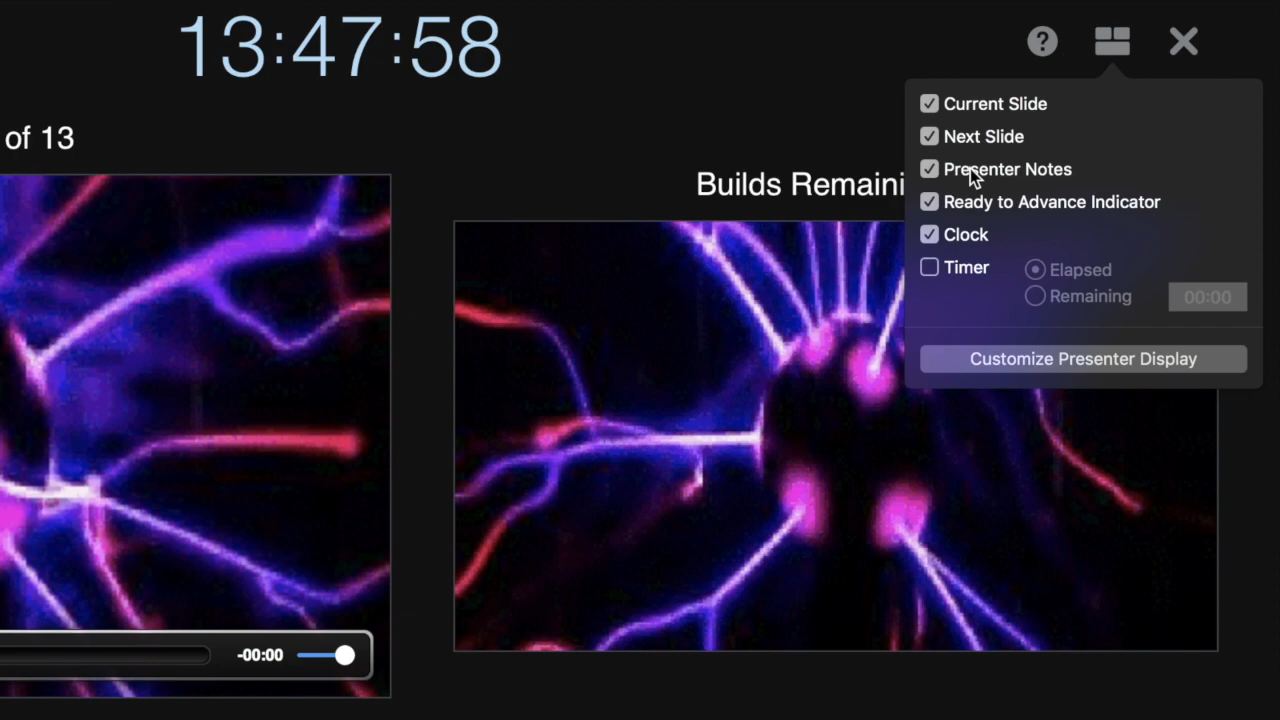 13:47:58
?
of 13
Builds Remaini
Current Slide
Next Slide
Presenter Notes
Ready to Advance Indicator
Clock
Timer
Elapsed
Remaining
00:00
Customize Presenter Display
-00:00